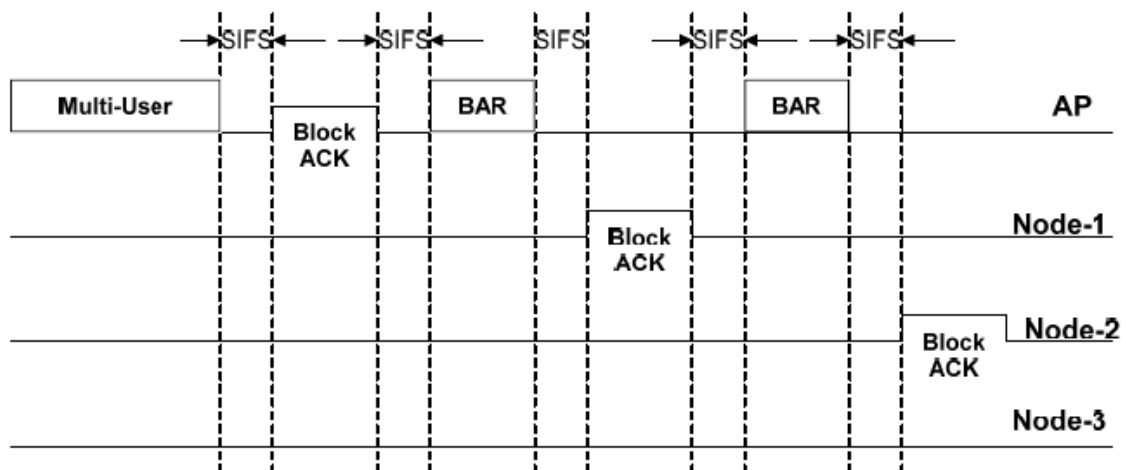 SIFS SIFS SIFS SIFS SIFS
Multi-User BAR BAR AP
Block
ACK
Node-1
Block
ACK
Node-2
Block
ACK
Node-3